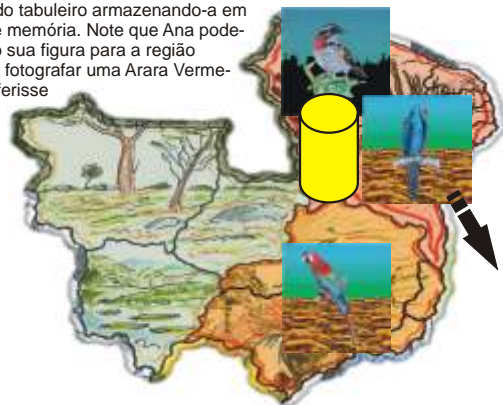 do tabuleiro armazenando-a em
e memória. Note que Ana pode-
o sua figura para a região
fotografar uma Arara Verme-
ferisse